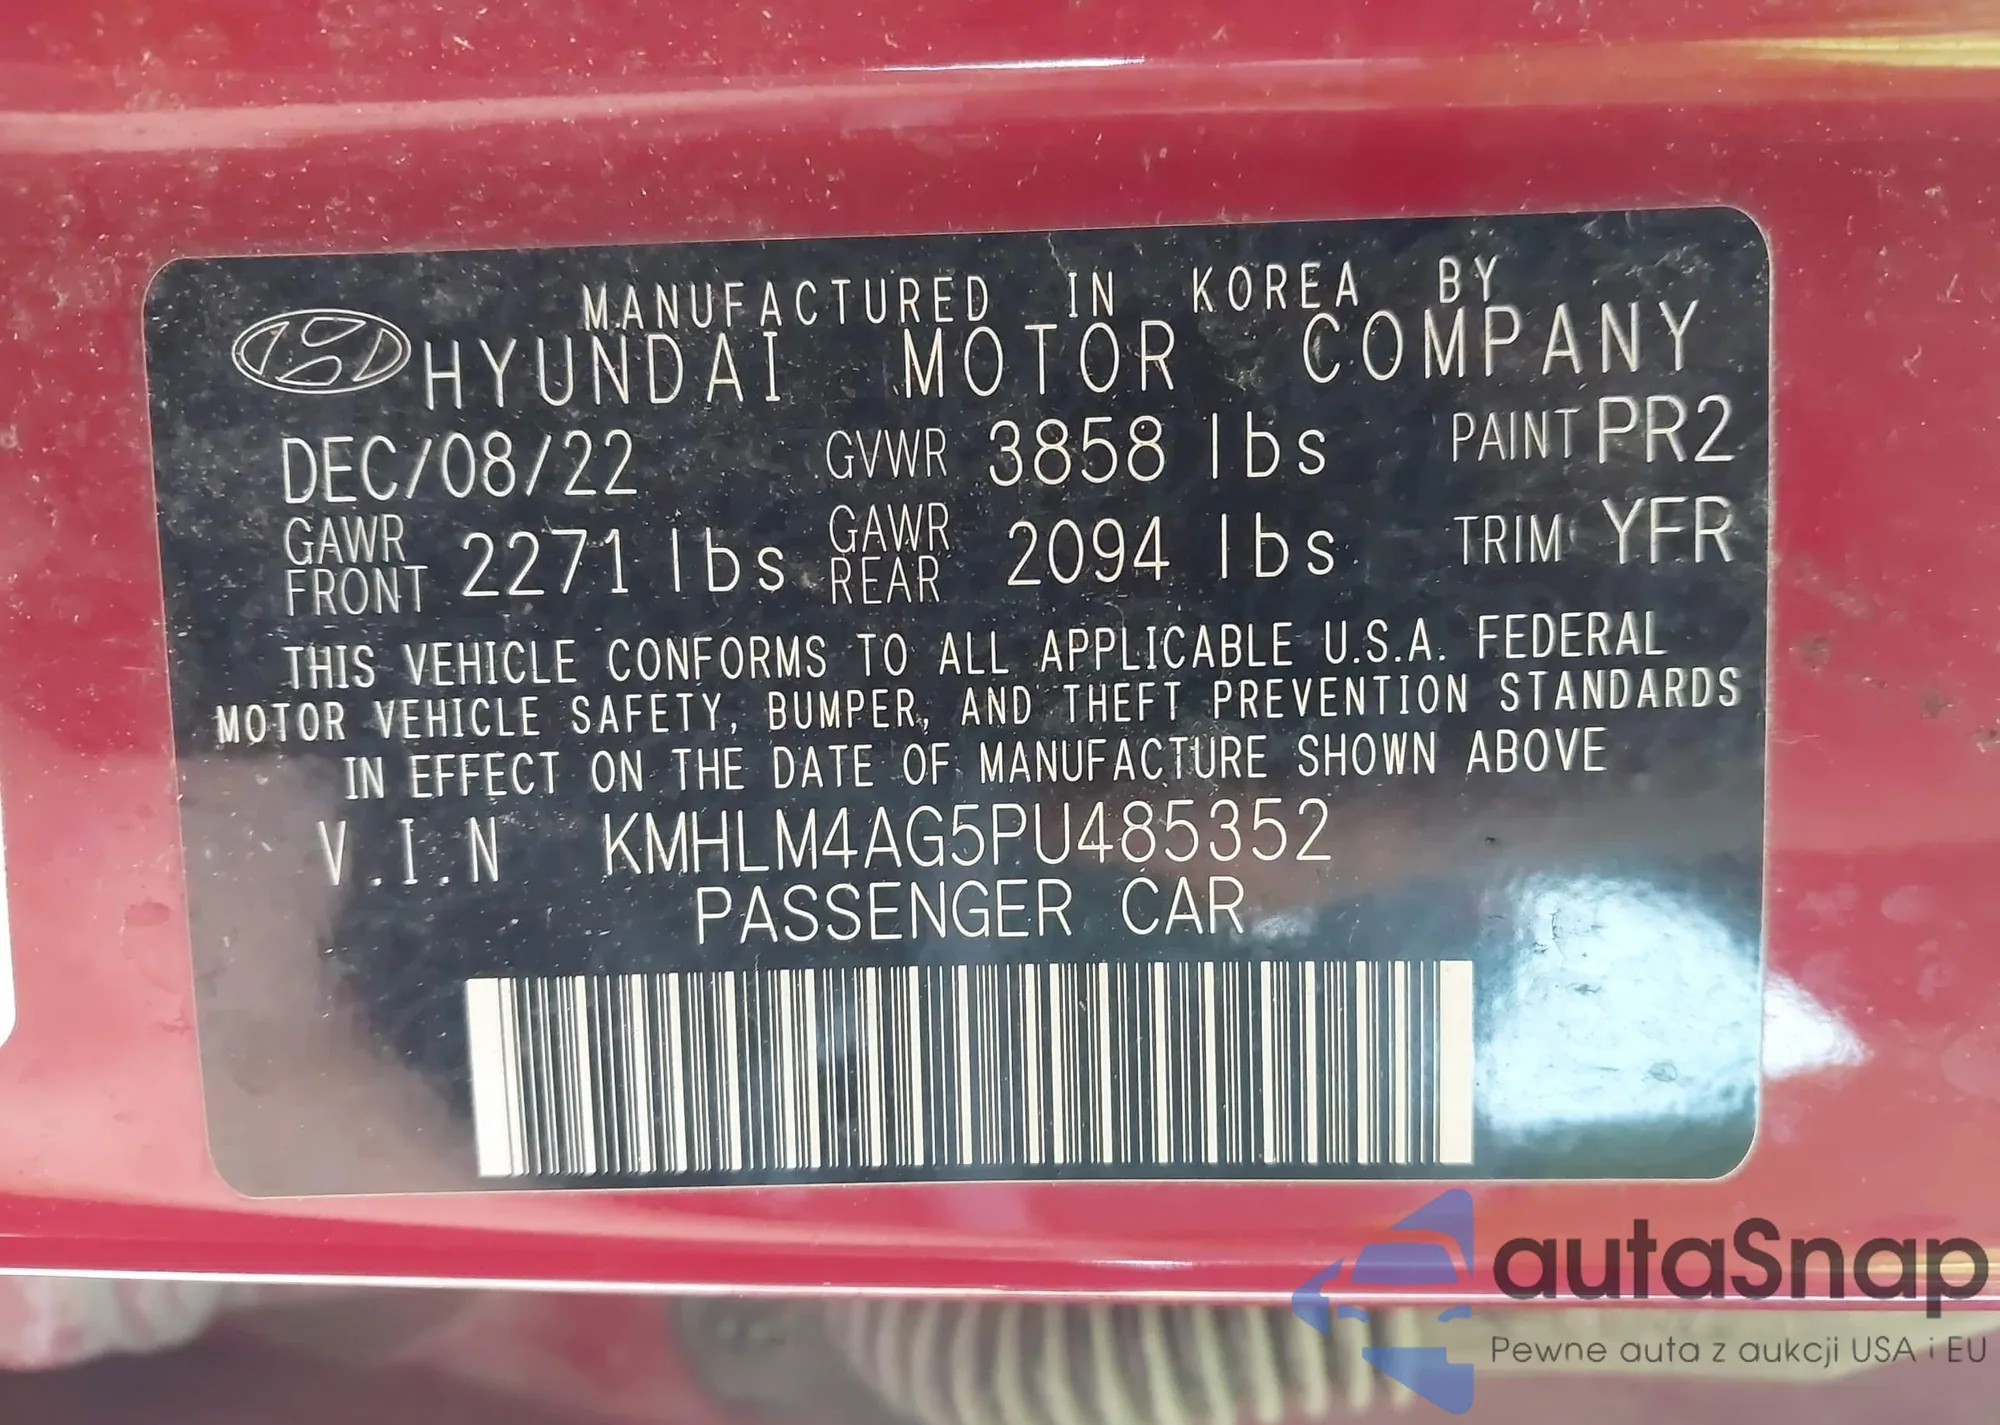 MANUFACTURED IN KOREA BY
HYUNDAI MOTOR COMPANY
DEC/08/22 GVWR 3858 lbs PAINT PR2
GAWR FRONT 2271 lbs GAWR REAR 2094 lbs TRIM YFR
THIS VEHICLE CONFORMS TO ALL APPLICABLE U.S.A. FEDERAL
MOTOR VEHICLE SAFETY, BUMPER, AND THEFT PREVENTION STANDARDS
IN EFFECT ON THE DATE OF MANUFACTURE SHOWN ABOVE
V.I.N KMHLM4AG5PU485352
PASSENGER CAR
autaSnap
Pewne auta z aukcji USA i EU